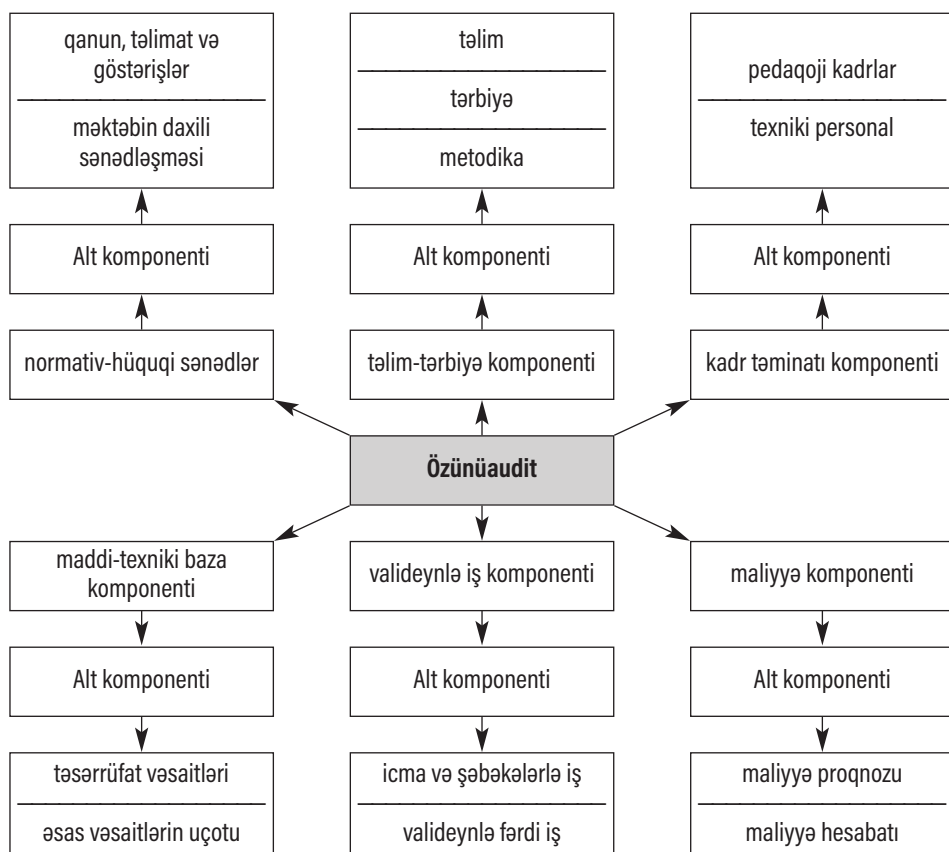 qanun, təlimat və
göstərişlər
məktəbin daxili
sənədləşməsi
təlim
tərbiyə
metodika
pedaqoji kadrlar
texniki personal
Alt komponenti
Alt komponenti
Alt komponenti
normativ-hüquqi sənədlər
təlim-tərbiyə komponenti
kadr təminatı komponenti
Özünüaudit
maddi-texniki baza
komponenti
valideynlə iş komponenti
maliyyə komponenti
Alt komponenti
Alt komponenti
Alt komponenti
təsərrüfat vəsaitləri
əsas vəsaitlərin uçotu
icma və şəbəkələrlə iş
valideynlə fərdi iş
maliyyə proqnozu
maliyyə hesabatı